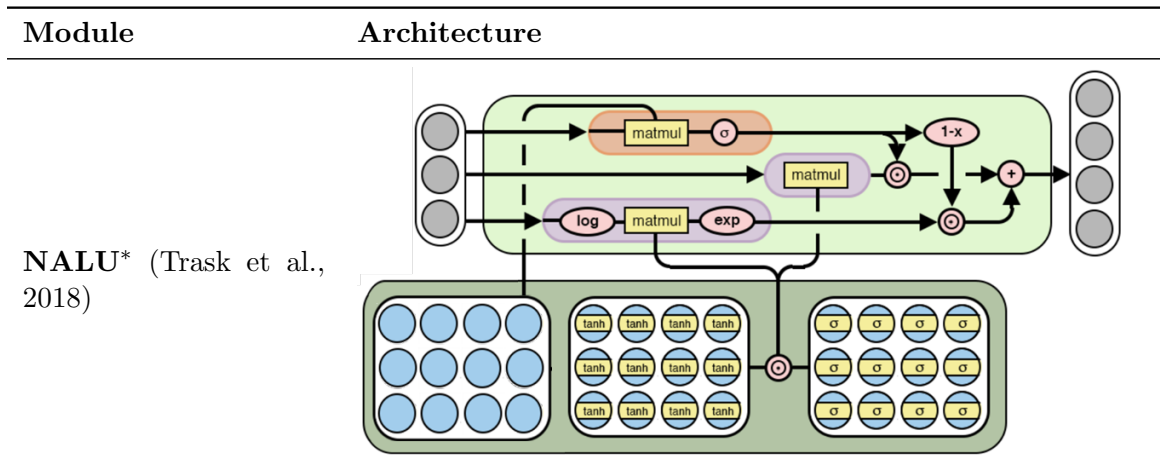 Module Architecture
matmul σ 1-x
matmul ⊙ +
log matmul exp ⊙
NALU* (Trask et al.,
2018)
tanh tanh tanh tanh σ σ σ σ
tanh tanh tanh tanh ⊙ σ σ σ σ
tanh tanh tanh tanh σ σ σ σ